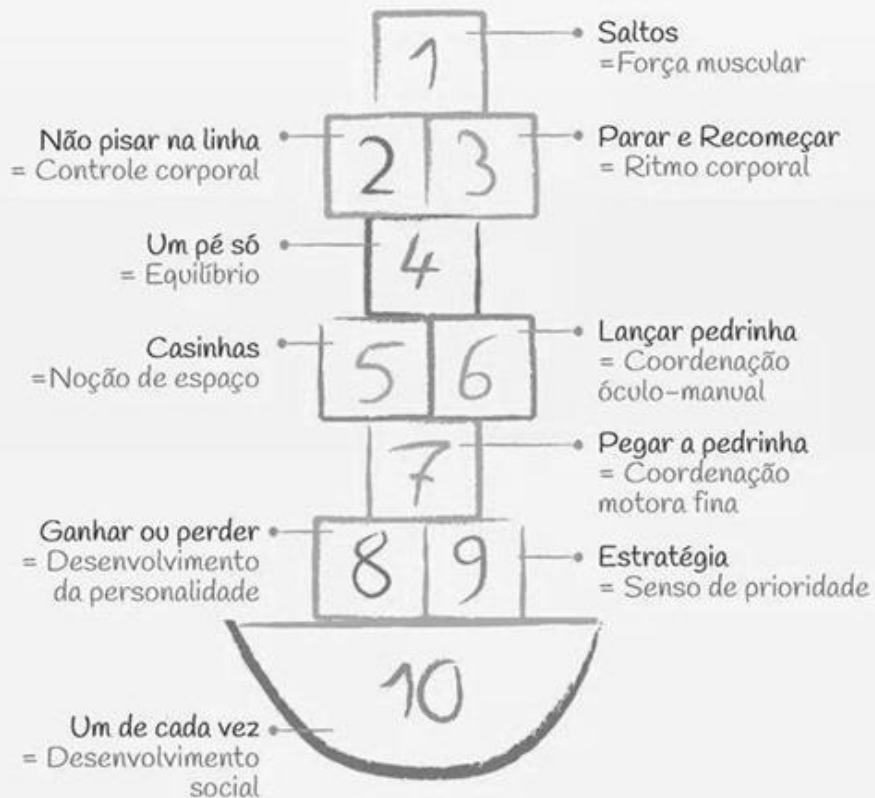 1
Saltos
=Força muscular
Não pisar na linha
= Controle corporal
2
3
Parar e Recomeçar
= Ritmo corporal
Um pé só
= Equilíbrio
4
Casinhas
=Noção de espaço
5
6
Lançar pedrinha
= Coordenação
óculo-manual
7
Pegar a pedrinha
= Coordenação
motora fina
Ganhar ou perder
= Desenvolvimento
da personalidade
8
9
Estratégia
= Senso de prioridade
10
Um de cada vez
= Desenvolvimento
social